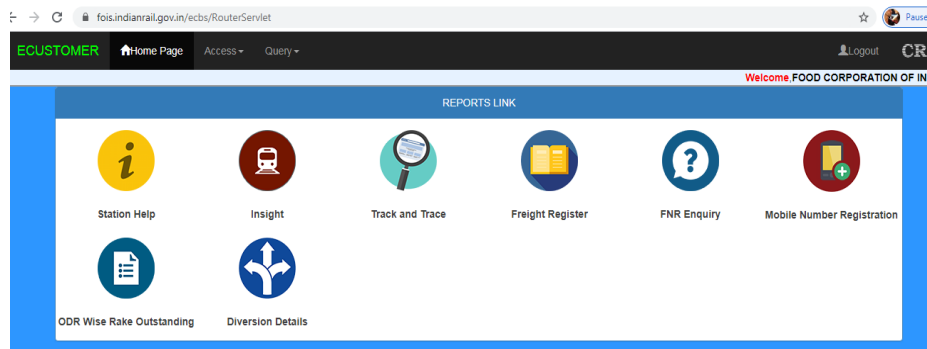 fois.indianrail.gov.in/ecbs/RouterServlet
Pause
ECUSTOMER Home Page Access Query Logout CR
Welcome,FOOD CORPORATION OF IN
REPORTS LINK
Station Help Insight Track and Trace Freight Register FNR Enquiry Mobile Number Registration
ODR Wise Rake Outstanding Diversion Details